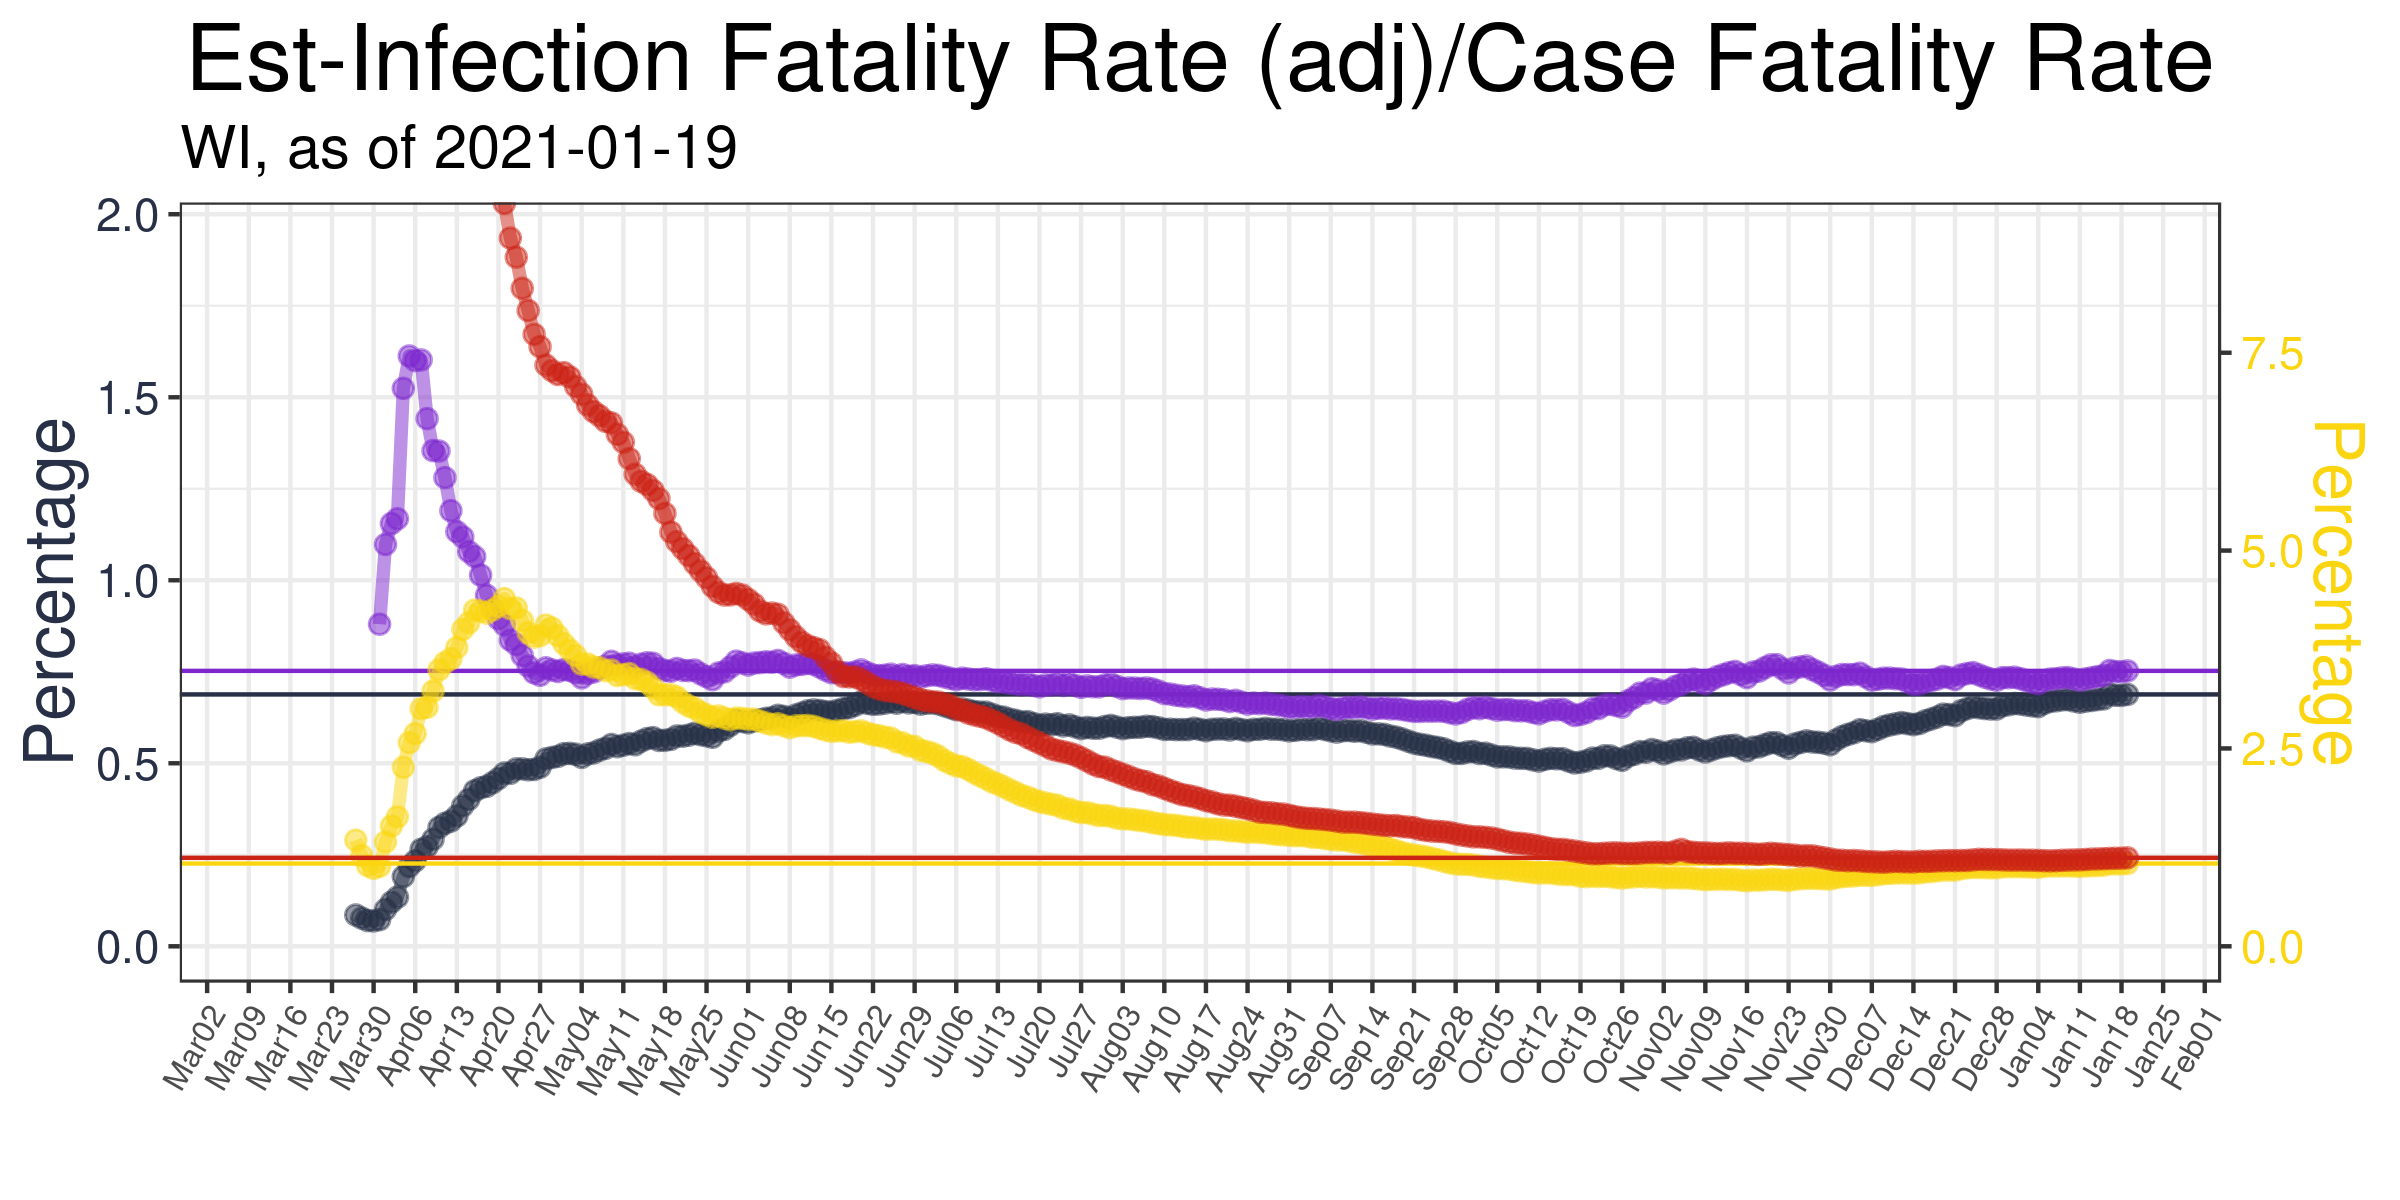 Est-Infection Fatality Rate (adj)/Case Fatality Rate
WI, as of 2021-01-19
Percentage
2.0
1.5
1.0
0.5
0.0
7.5
5.0
2.5
0.0
Percentage
Mar02 Mar09 Mar16 Mar23 Mar30 Apr06 Apr13 Apr20 Apr27 May04 May11 May18 May25 Jun01 Jun08 Jun15 Jun22 Jun29 Jul06 Jul13 Jul20 Jul27 Aug03 Aug10 Aug17 Aug24 Aug31 Sep07 Sep14 Sep21 Sep28 Oct05 Oct12 Oct19 Oct26 Nov02 Nov09 Nov16 Nov23 Nov30 Dec07 Dec14 Dec21 Dec28 Jan04 Jan11 Jan18 Jan25 Feb01